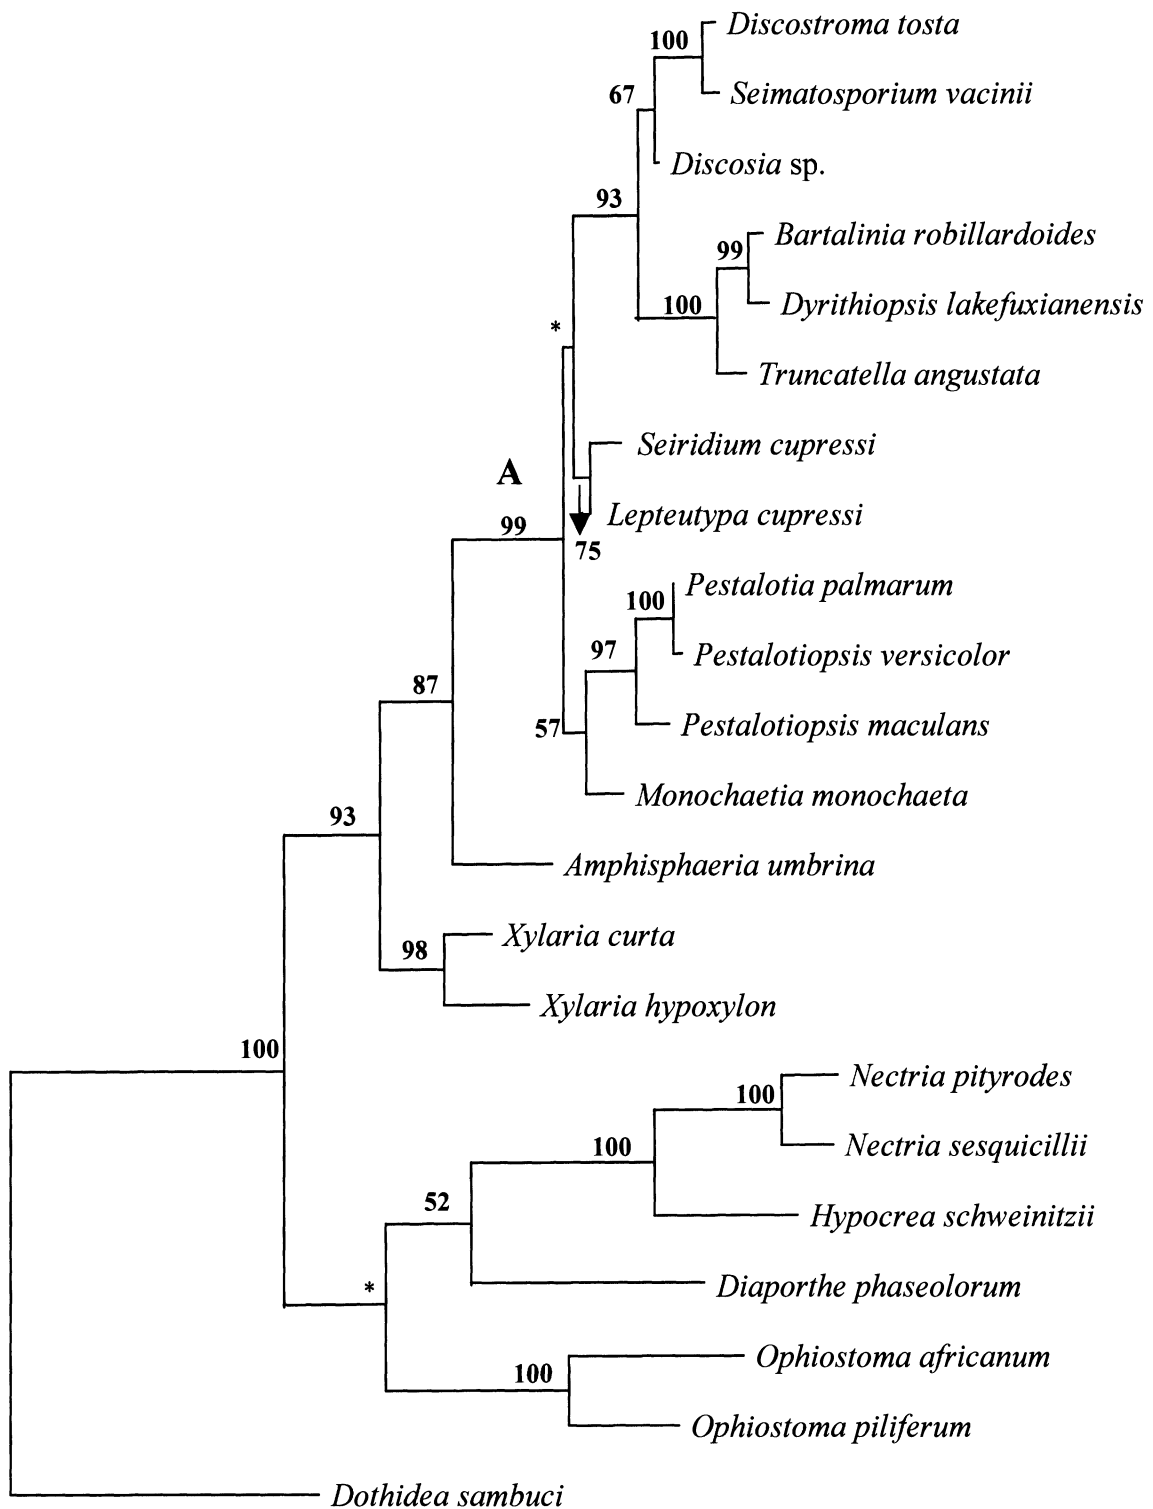 Discostroma tosta
100
Seimatosporium vacinii
67
Discosia sp.
93
Bartalinia robillardoides
99
Dyrithiopsis lakefuxianensis
100
*
Truncatella angustata
Seiridium cupressi
A
Lepteutypa cupressi
99
75
Pestalotia palmarum
100
Pestalotiopsis versicolor
97
87
57
Pestalotiopsis maculans
Monochaetia monochaeta
93
Amphisphaeria umbrina
Xylaria curta
98
Xylaria hypoxylon
100
Nectria pityrodes
100
Nectria sesquicillii
100
52
Hypocrea schweinitzii
*
Diaporthe phaseolorum
Ophiostoma africanum
100
Ophiostoma piliferum
Dothidea sambuci